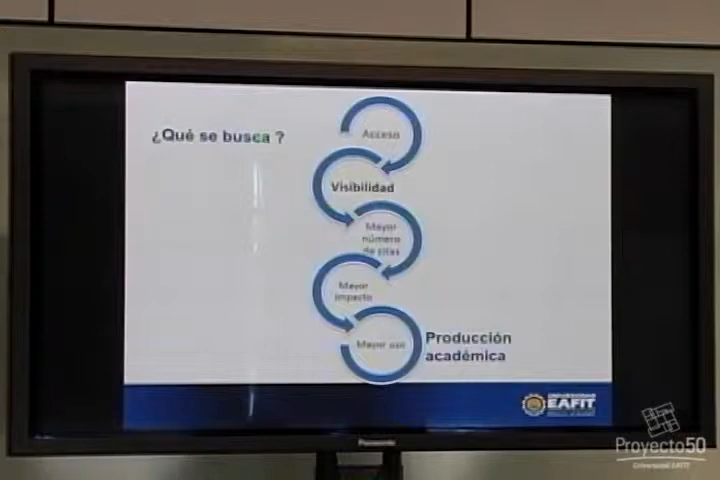 ¿Qué se busca ?
Acceso
Visibilidad
Mayor
número
de citas
Mayor
impacto
Mayor uso
Producción
académica
UNIVERSIDAD
EAFIT
Panasonic
Proyecto50
Universidad EAFIT